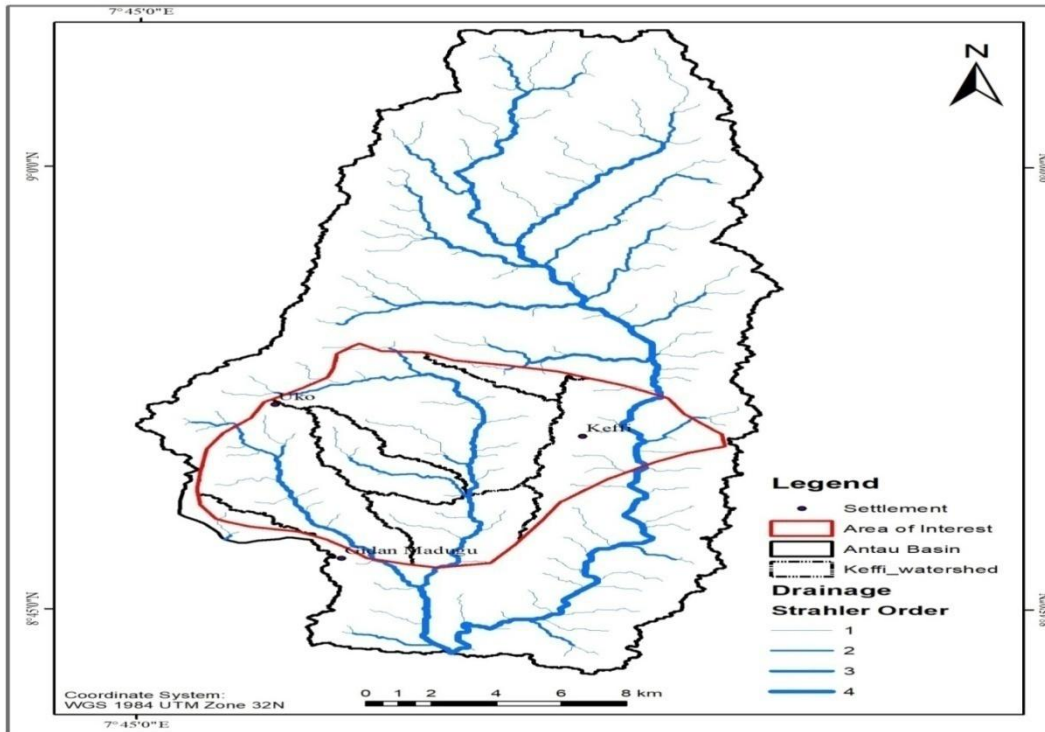 7°45'0"E
N
9°0'0"N
Uko
Keffi
Gidan Madugu
8°45'0"N
Legend
Settlement
Area of Interest
Antau Basin
Keffi_watershed
Drainage
Strahler Order
1
2
3
4
Coordinate System:
WGS 1984 UTM Zone 32N
0 1 2 4 6 8 km
7°45'0"E